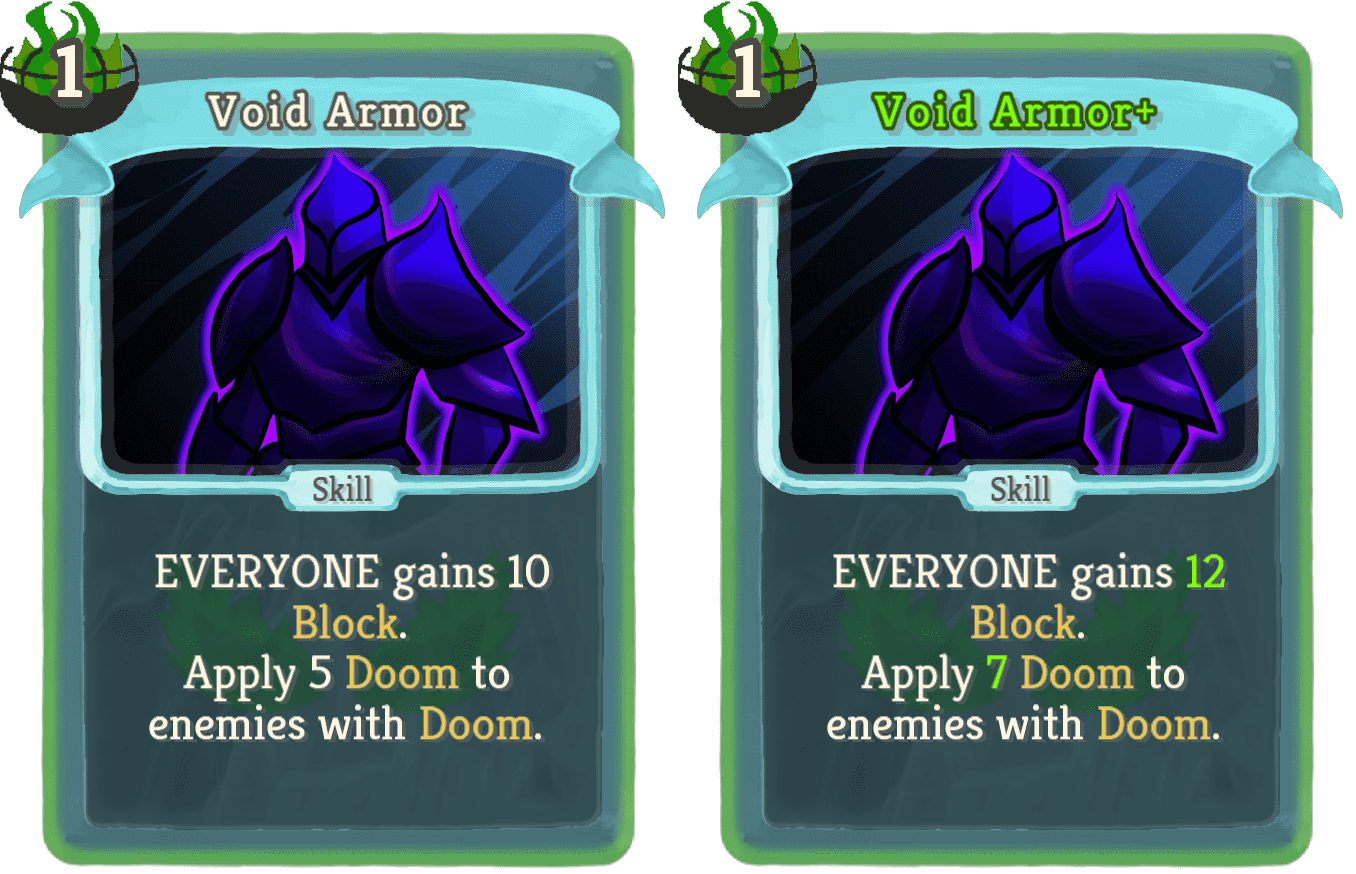 1
Void Armor
Skill
EVERYONE gains 10
Block.
Apply 5 Doom to
enemies with Doom.
1
Void Armor+
Skill
EVERYONE gains 12
Block.
Apply 7 Doom to
enemies with Doom.